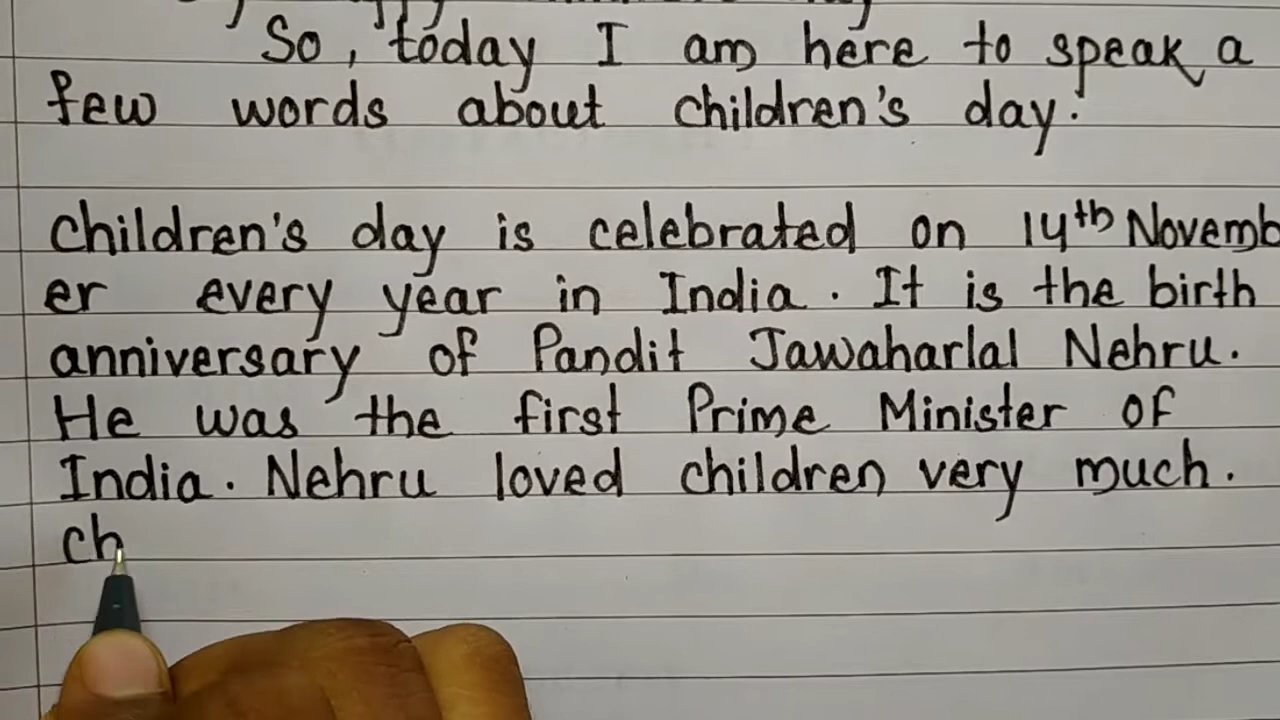 So, today I am here to speak a
few words about children's day.
children's day is celebrated on 14th Novemb
er every year in India. It is the birth
anniversary of Pandit Jawaharlal Nehru.
He was the first Prime Minister of
India. Nehru loved children very much.
ch